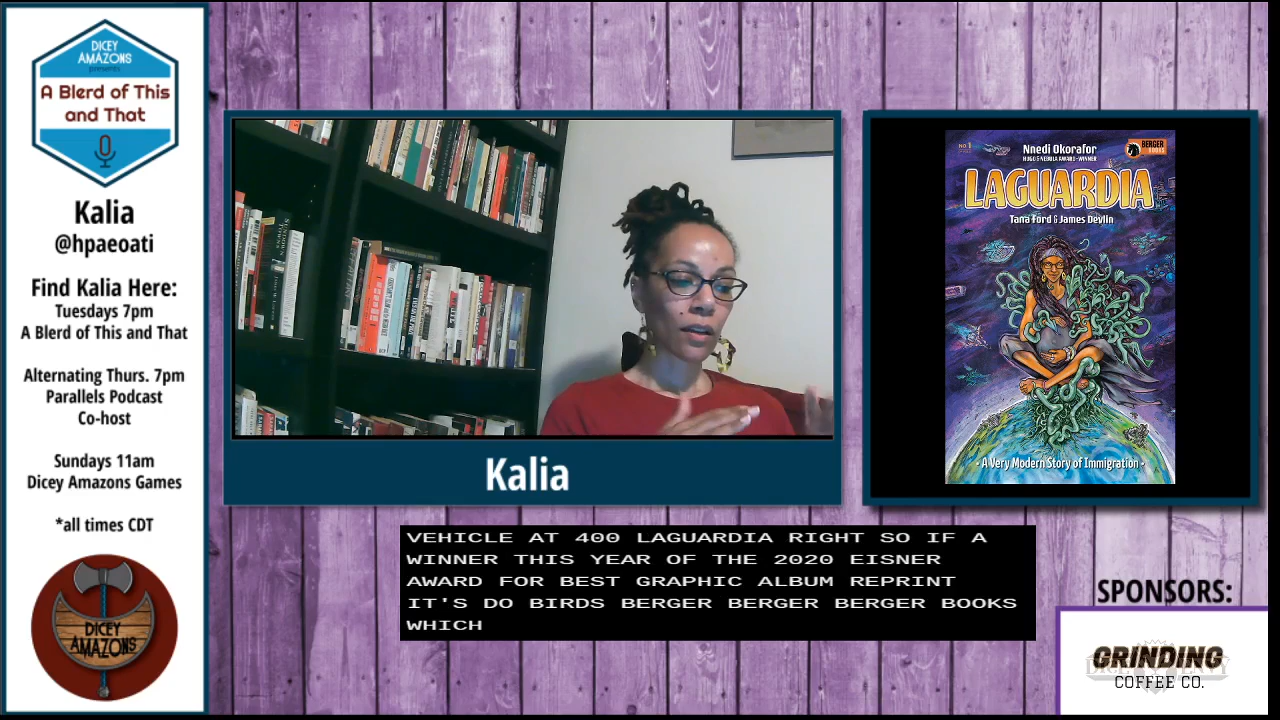 DICEY
AMAZONS
presents
A Blerd of This
and That
Kalia
@hpaeoati
Find Kalia Here:
Tuesdays 7pm
A Blerd of This and That
Alternating Thurs. 7pm
Parallels Podcast
Co-host
Sundays 11am
Dicey Amazons Games
*all times CDT
DICEY
AMAZONS
Kalia
NO.1
Nnedi Okorafor
HUGO & NEBULA AWARD-WINNER
BERGER
BOOKS
LAGUARDIA
Tana Ford & James Devlin
• A Very Modern Story of Immigration •
VEHICLE AT 400 LAGUARDIA RIGHT SO IF A
WINNER THIS YEAR OF THE 2020 EISNER
AWARD FOR BEST GRAPHIC ALBUM REPRINT
IT'S DO BIRDS BERGER BERGER BERGER BOOKS
WHICH
SPONSORS:
GRINDING
COFFEE CO.